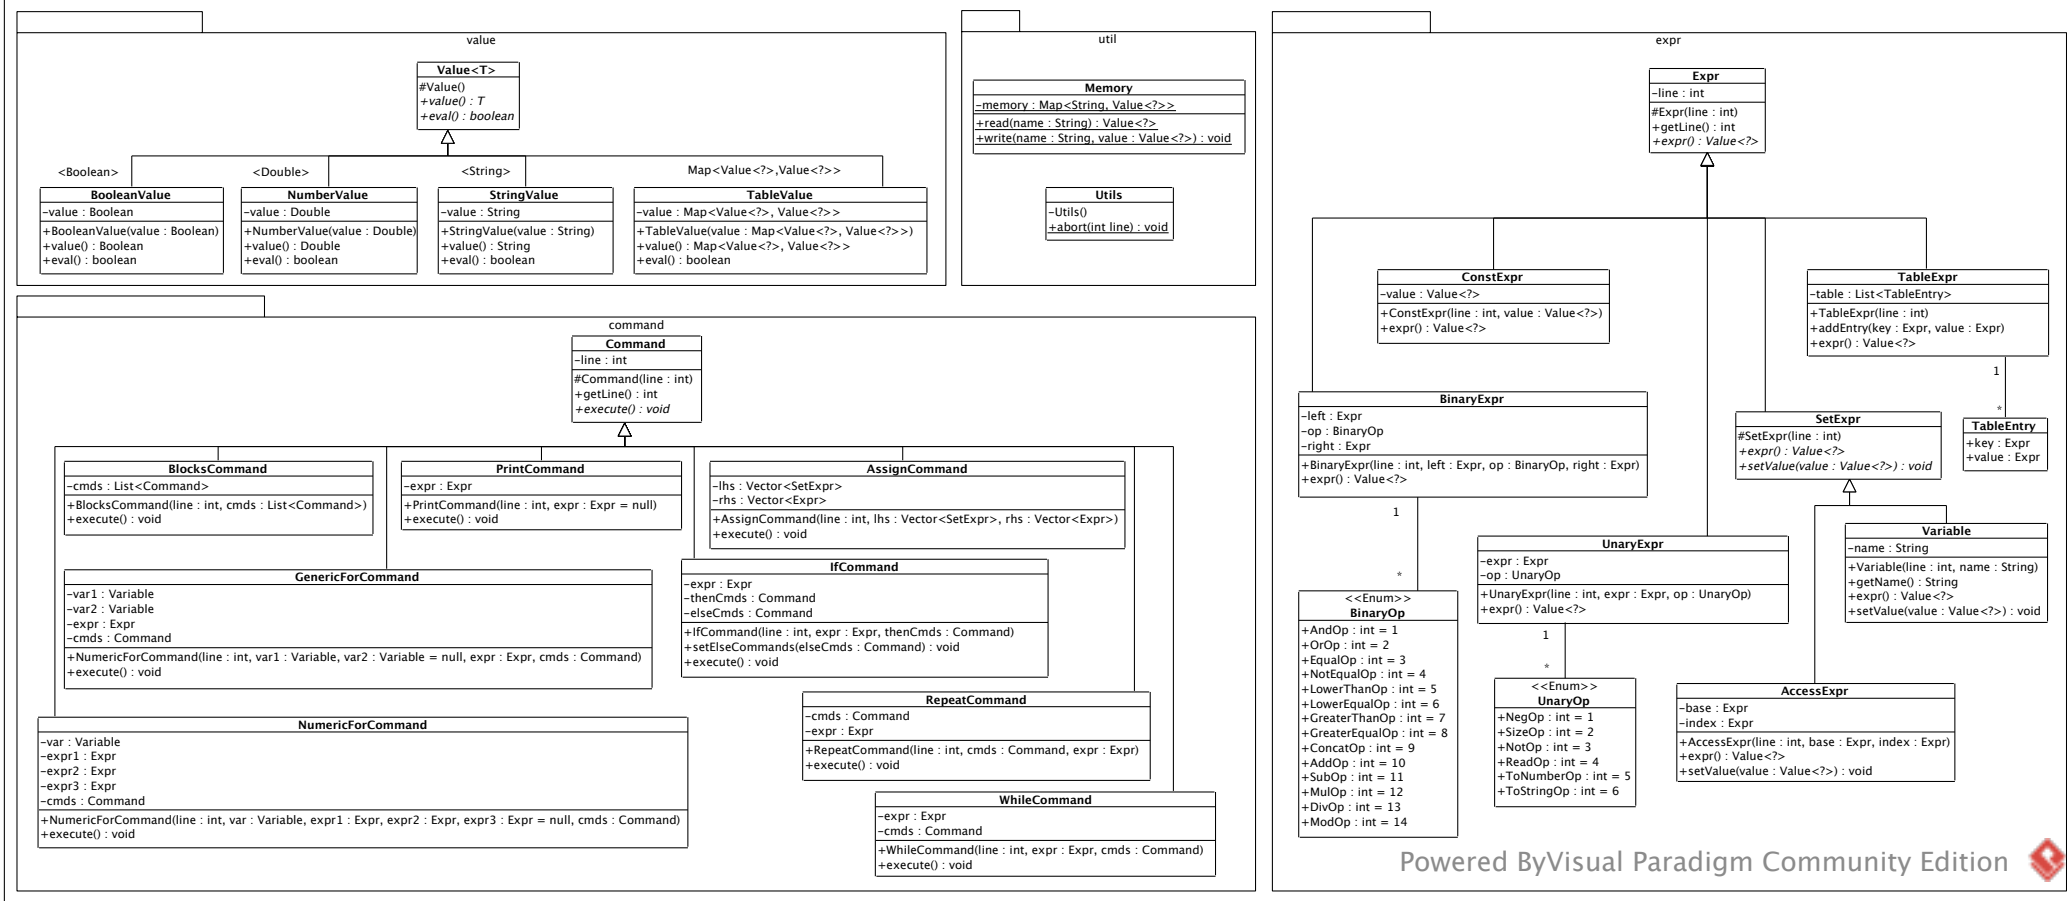 value
Value<T>
#Value()
+value() : T
+eval() : boolean
<Boolean>
<Double>
<String>
Map<Value<?>,Value<?>>
BooleanValue
-value : Boolean
+BooleanValue(value : Boolean)
+value() : Boolean
+eval() : boolean
NumberValue
-value : Double
+NumberValue(value : Double)
+value() : Double
+eval() : boolean
StringValue
-value : String
+StringValue(value : String)
+value() : String
+eval() : boolean
TableValue
-value : Map<Value<?>, Value<?>>
+TableValue(value : Map<Value<?>, Value<?>>)
+value() : Map<Value<?>, Value<?>>
+eval() : boolean
util
Memory
-memory : Map<String, Value<?>>
+read(name : String) : Value<?>
+write(name : String, value : Value<?>) : void
Utils
-Utils()
+abort(int line) : void
command
Command
-line : int
#Command(line : int)
+getLine() : int
+execute() : void
BlocksCommand
-cmds : List<Command>
+BlocksCommand(line : int, cmds : List<Command>)
+execute() : void
PrintCommand
-expr : Expr
+PrintCommand(line : int, expr : Expr = null)
+execute() : void
AssignCommand
-lhs : Vector<SetExpr>
-rhs : Vector<Expr>
+AssignCommand(line : int, lhs : Vector<SetExpr>, rhs : Vector<Expr>)
+execute() : void
GenericForCommand
-var1 : Variable
-var2 : Variable
-expr : Expr
-cmds : Command
+NumericForCommand(line : int, var1 : Variable, var2 : Variable = null, expr : Expr, cmds : Command)
+execute() : void
IfCommand
-expr : Expr
-thenCmds : Command
-elseCmds : Command
+IfCommand(line : int, expr : Expr, thenCmds : Command)
+setElseCommands(elseCmds : Command) : void
+execute() : void
NumericForCommand
-var : Variable
-expr1 : Expr
-expr2 : Expr
-expr3 : Expr
-cmds : Command
+NumericForCommand(line : int, var : Variable, expr1 : Expr, expr2 : Expr, expr3 : Expr = null, cmds : Command)
+execute() : void
RepeatCommand
-cmds : Command
-expr : Expr
+RepeatCommand(line : int, cmds : Command, expr : Expr)
+execute() : void
WhileCommand
-expr : Expr
-cmds : Command
+WhileCommand(line : int, expr : Expr, cmds : Command)
+execute() : void
expr
Expr
-line : int
#Expr(line : int)
+getLine() : int
+expr() : Value<?>
ConstExpr
-value : Value<?>
+ConstExpr(line : int, value : Value<?>)
+expr() : Value<?>
TableExpr
-table : List<TableEntry>
+TableExpr(line : int)
+addEntry(key : Expr, value : Expr)
+expr() : Value<?>
1
*
TableEntry
+key : Expr
+value : Expr
BinaryExpr
-left : Expr
-op : BinaryOp
-right : Expr
+BinaryExpr(line : int, left : Expr, op : BinaryOp, right : Expr)
+expr() : Value<?>
1
*
SetExpr
#SetExpr(line : int)
+expr() : Value<?>
+setValue(value : Value<?>) : void
Variable
-name : String
+Variable(line : int, name : String)
+getName() : String
+expr() : Value<?>
+setValue(value : Value<?>) : void
UnaryExpr
-expr : Expr
-op : UnaryOp
+UnaryExpr(line : int, expr : Expr, op : UnaryOp)
+expr() : Value<?>
1
*
<<Enum>>
BinaryOp
+AndOp : int = 1
+OrOp : int = 2
+EqualOp : int = 3
+NotEqualOp : int = 4
+LowerThanOp : int = 5
+LowerEqualOp : int = 6
+GreaterThanOp : int = 7
+GreaterEqualOp : int = 8
+ConcatOp : int = 9
+AddOp : int = 10
+SubOp : int = 11
+MulOp : int = 12
+DivOp : int = 13
+ModOp : int = 14
<<Enum>>
UnaryOp
+NegOp : int = 1
+SizeOp : int = 2
+NotOp : int = 3
+ReadOp : int = 4
+ToNumberOp : int = 5
+ToStringOp : int = 6
AccessExpr
-base : Expr
-index : Expr
+AccessExpr(line : int, base : Expr, index : Expr)
+expr() : Value<?>
+setValue(value : Value<?>) : void
Powered ByVisual Paradigm Community Edition